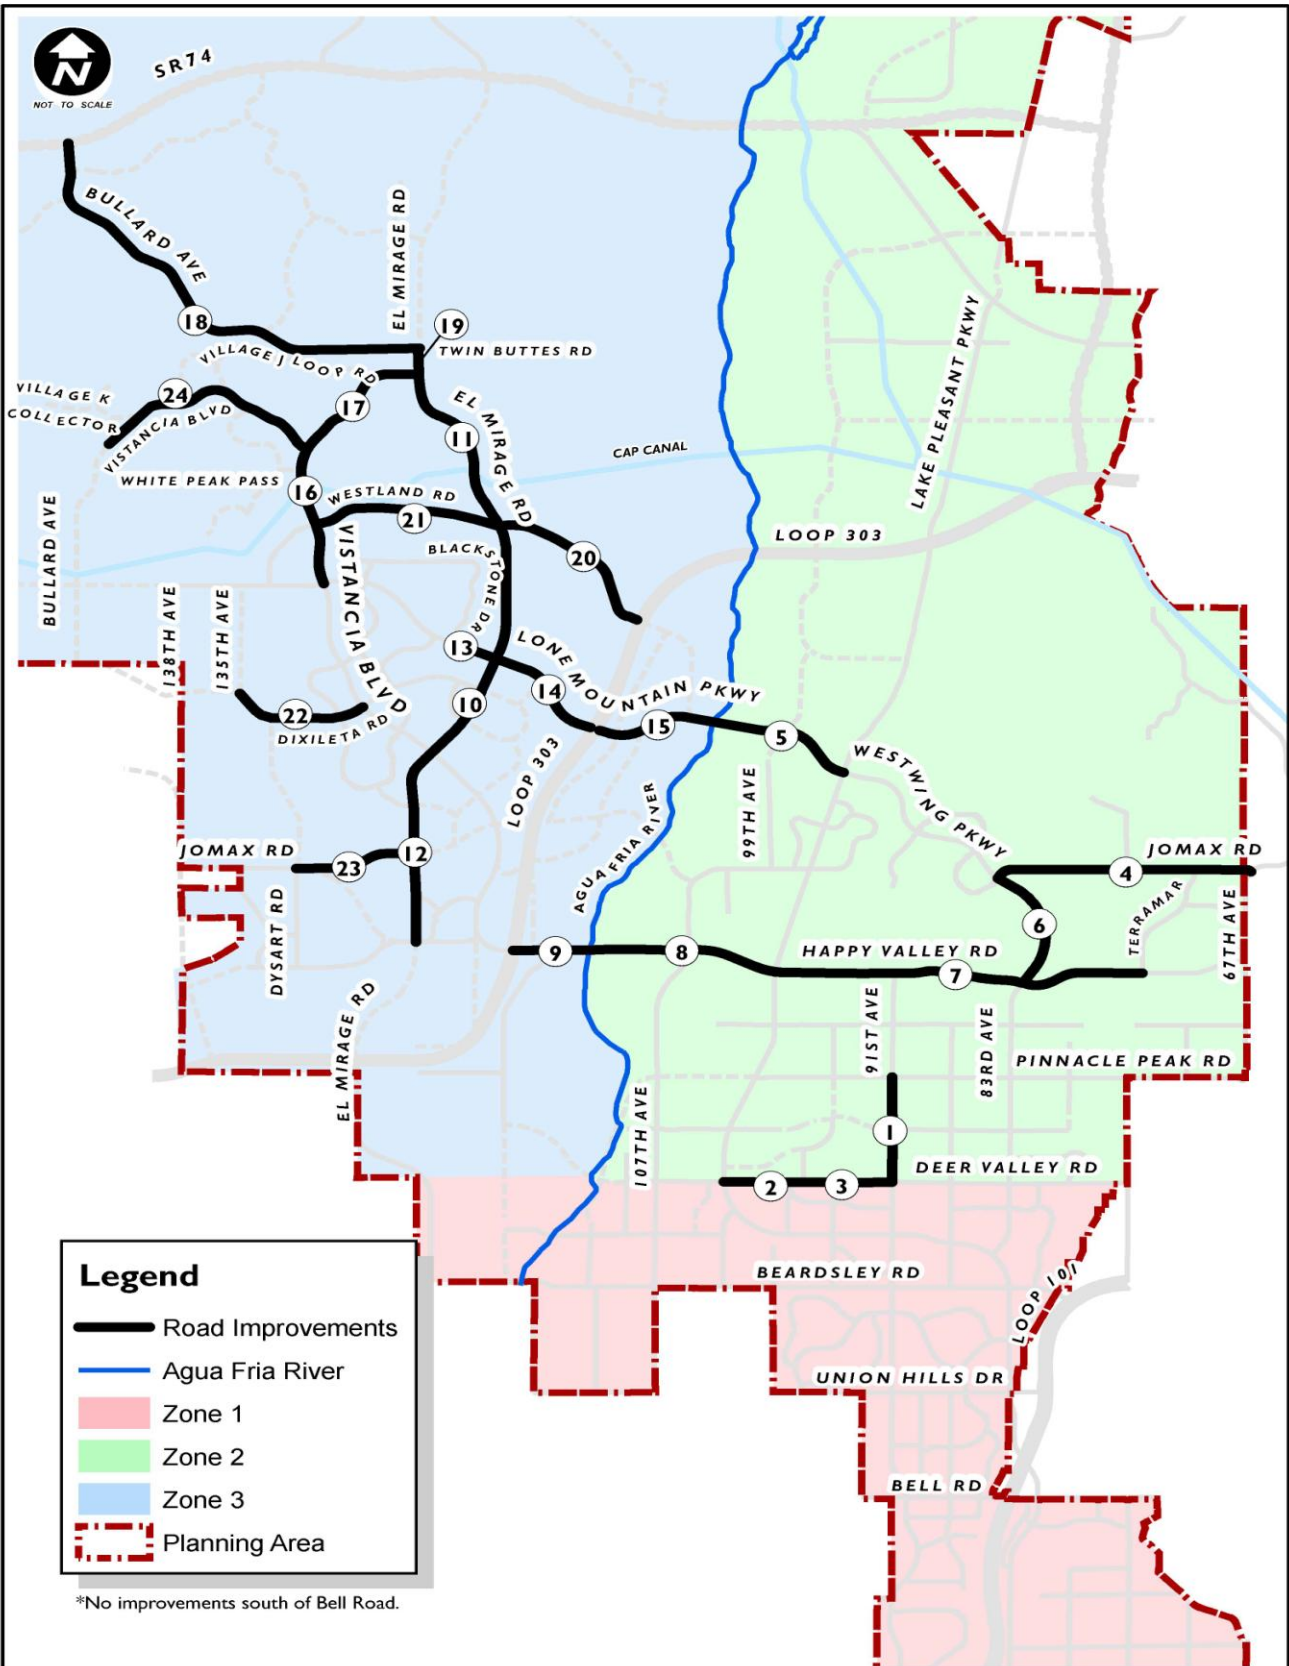 N
NOT TO SCALE
SR74
BULLARD AVE
EL MIRAGE RD
18
19
TWIN BUTTES RD
VILLAGE J LOOP RD
LAKE PLEASANT PKWY
VILLAGE K
COLLECTOR
24
VISTANCIA BLVD
17
EL MIRAGE RD
11
CAP CANAL
WHITE PEAK PASS
16
WESTLAND RD
21
BULLARD AVE
VISTANCIA BLVD
BLACKSTONE DR
20
LOOP 303
138TH AVE
135TH AVE
13
LONE MOUNTAIN PKWY
14
10
15
5
22
DIXILETA RD
LOOP 303
WESTWING PKWY
99TH AVE
AGUA FRIA RIVER
JOMAX RD
23
12
JOMAX RD
4
DYSART RD
TERRAMAR
67TH AVE
6
9
8
HAPPY VALLEY RD
7
EL MIRAGE RD
91ST AVE
83RD AVE
PINNACLE PEAK RD
107TH AVE
1
DEER VALLEY RD
2
3
BEARDSLEY RD
LOOP 101
UNION HILLS DR
BELL RD
Legend
Road Improvements
Agua Fria River
Zone 1
Zone 2
Zone 3
Planning Area
*No improvements south of Bell Road.